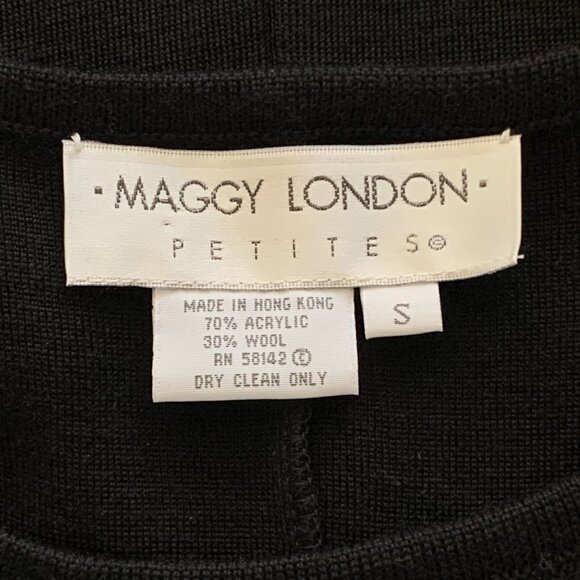 · MAGGY LONDON ·
PETITES©
MADE IN HONG KONG
70% ACRYLIC
30% WOOL
RN 58142 ©
DRY CLEAN ONLY
S